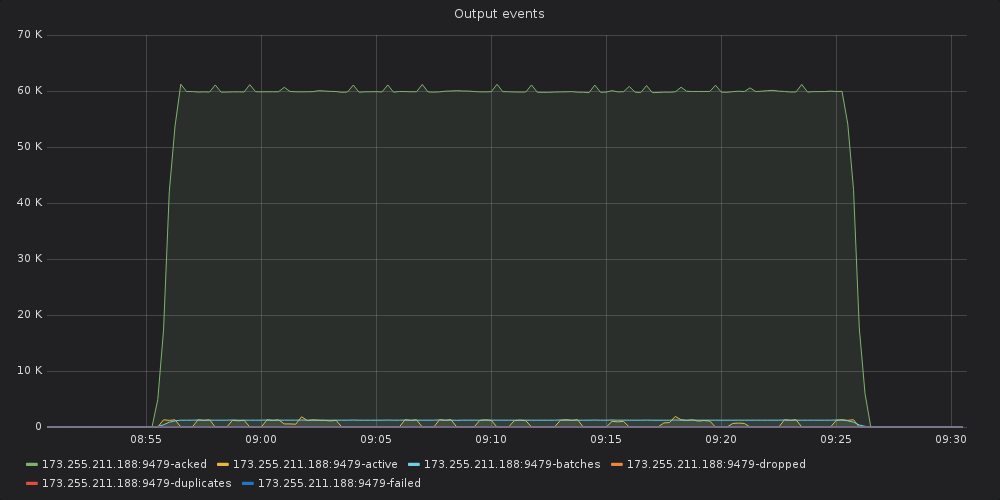 Output events
70 K
60 K
50 K
40 K
30 K
20 K
10 K
0
08:55 09:00 09:05 09:10 09:15 09:20 09:25 09:30
173.255.211.188:9479-acked 173.255.211.188:9479-active 173.255.211.188:9479-batches 173.255.211.188:9479-dropped
173.255.211.188:9479-duplicates 173.255.211.188:9479-failed